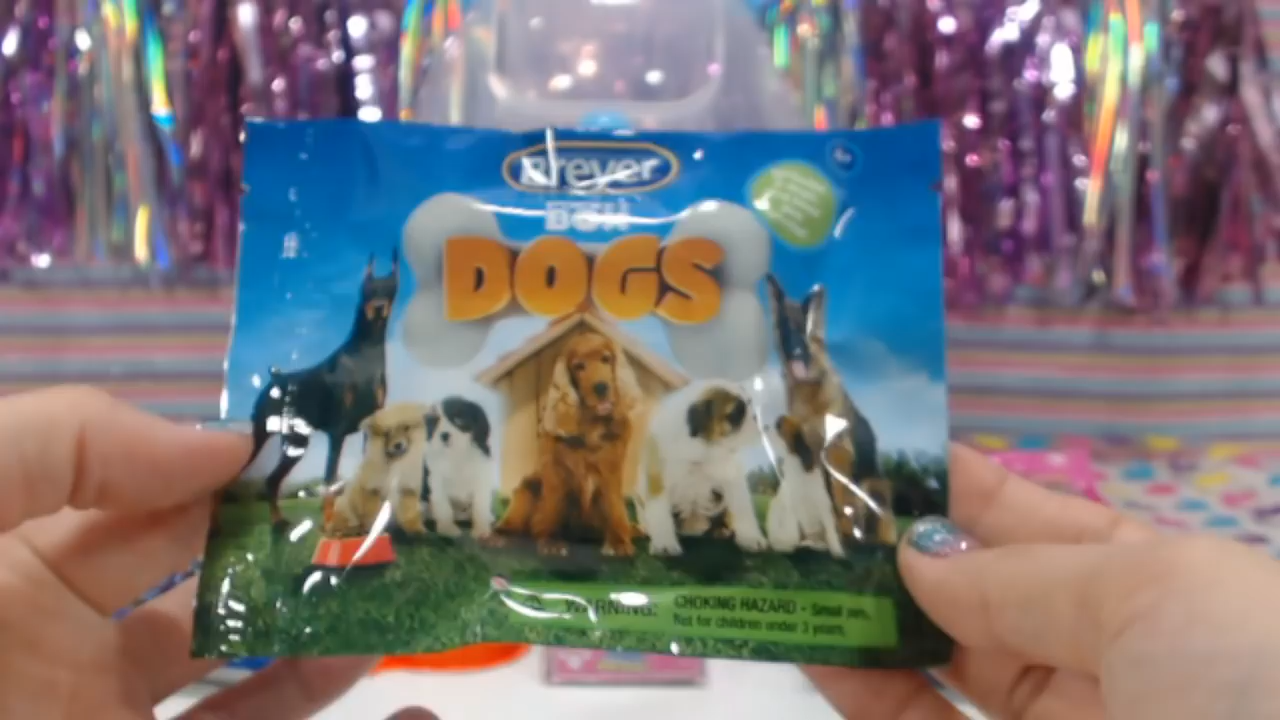 Breyer
DOGS
WARNING: CHOKING HAZARD - Small parts.
Not for children under 3 years.